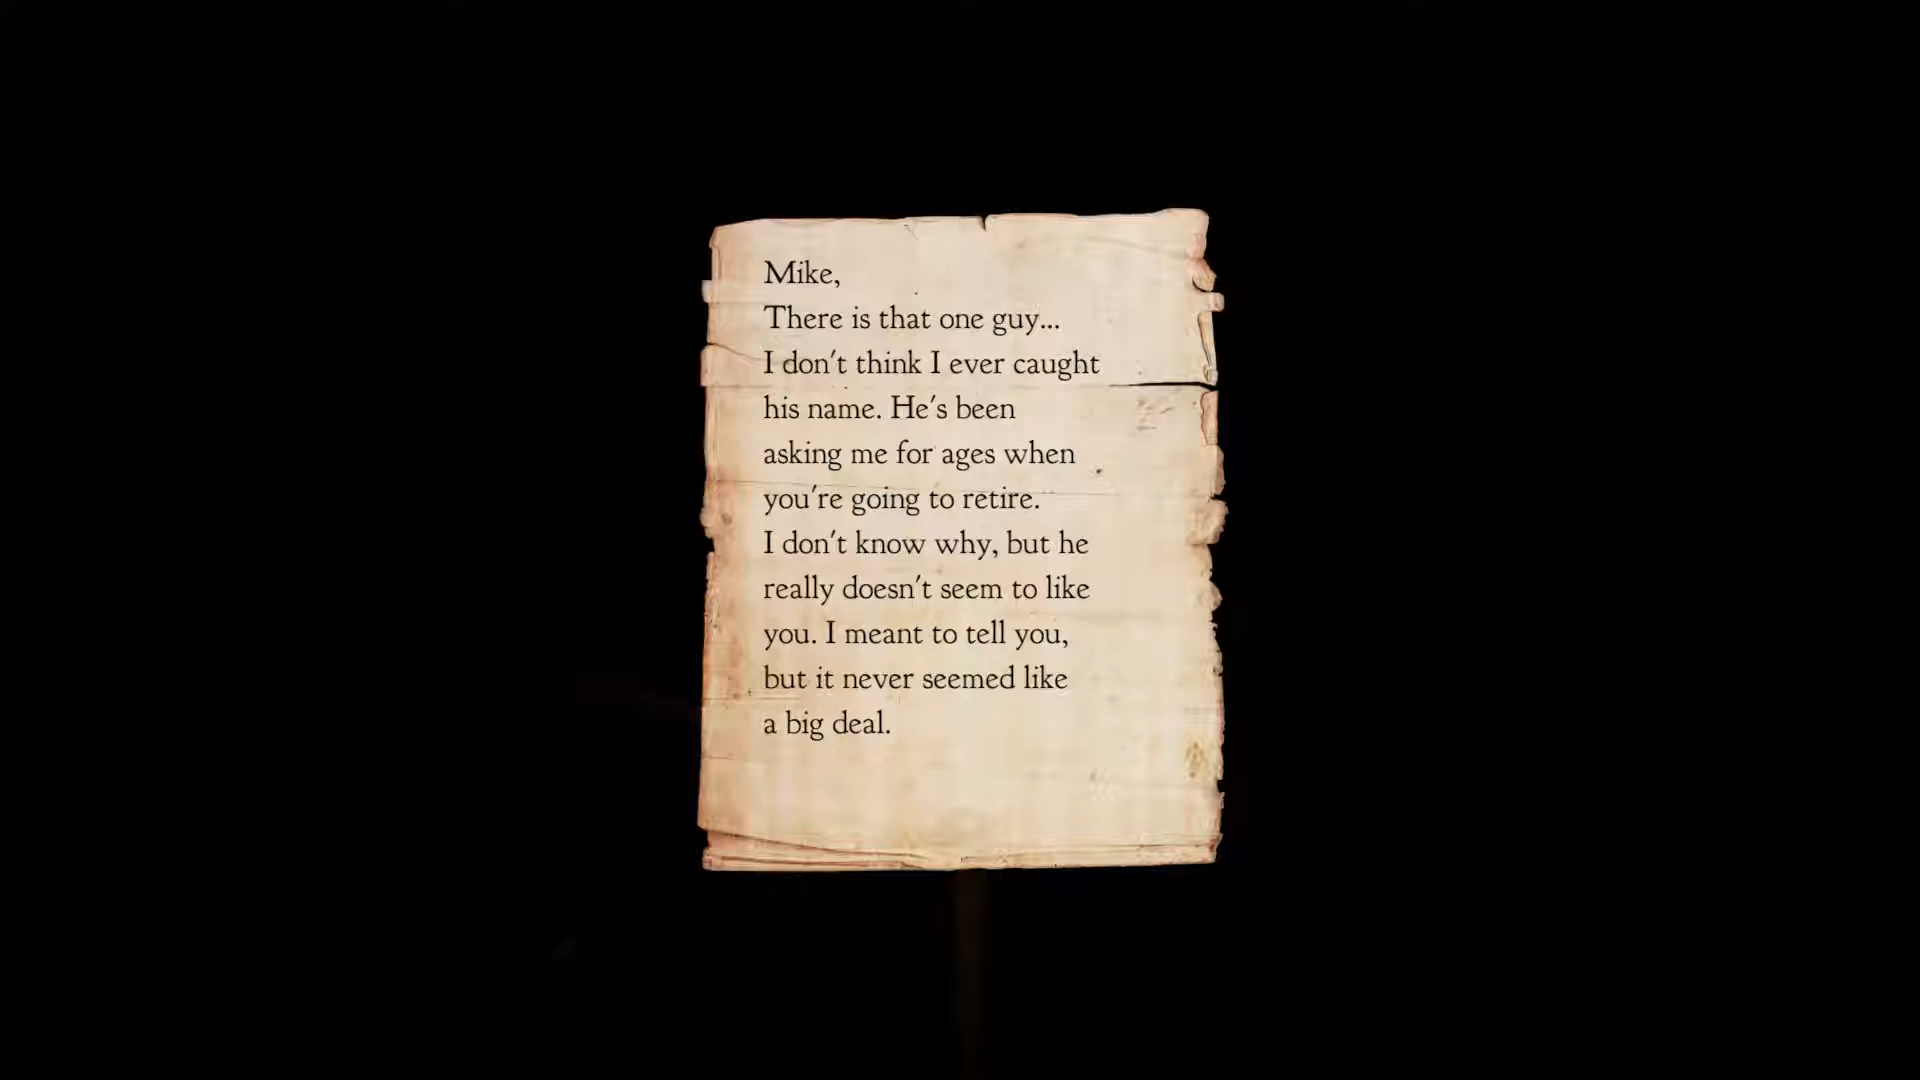 Mike,
There is that one guy...
I don't think I ever caught
his name. He's been
asking me for ages when
you're going to retire.
I don't know why, but he
really doesn't seem to like
you. I meant to tell you,
but it never seemed like
a big deal.